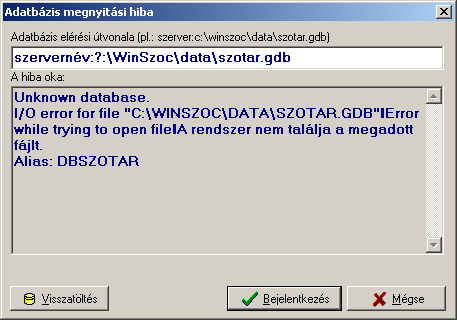 Adatbázis megnyitási hiba
Adatbázis elérési útvonala (pl.: szerver:c:\winszoc\data\szotar.gdb)
szervernév:?:\WinSzoc\data\szotar.gdb
A hiba oka:
Unknown database.
I/O error for file "C:\WINSZOC\DATA\SZOTAR.GDB"|Error
while trying to open file|A rendszer nem találja a megadott
fájlt.
Alias: DBSZOTAR
Visszatöltés
Bejelentkezés
Mégse